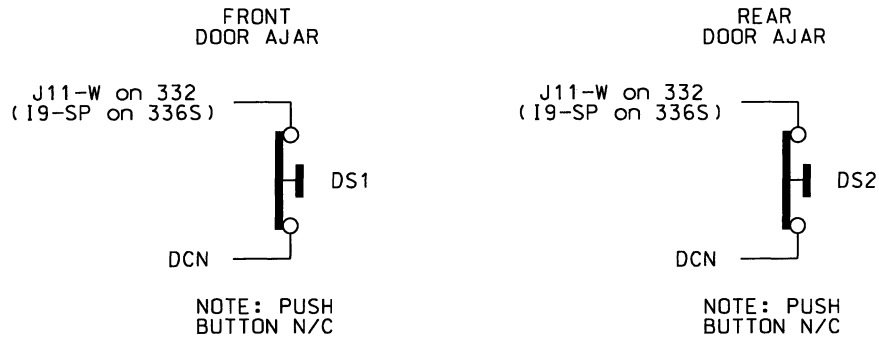 FRONT
DOOR AJAR
J11-W on 332
(I9-SP on 336S)
DS1
DCN
NOTE: PUSH
BUTTON N/C
REAR
DOOR AJAR
J11-W on 332
(I9-SP on 336S)
DS2
DCN
NOTE: PUSH
BUTTON N/C